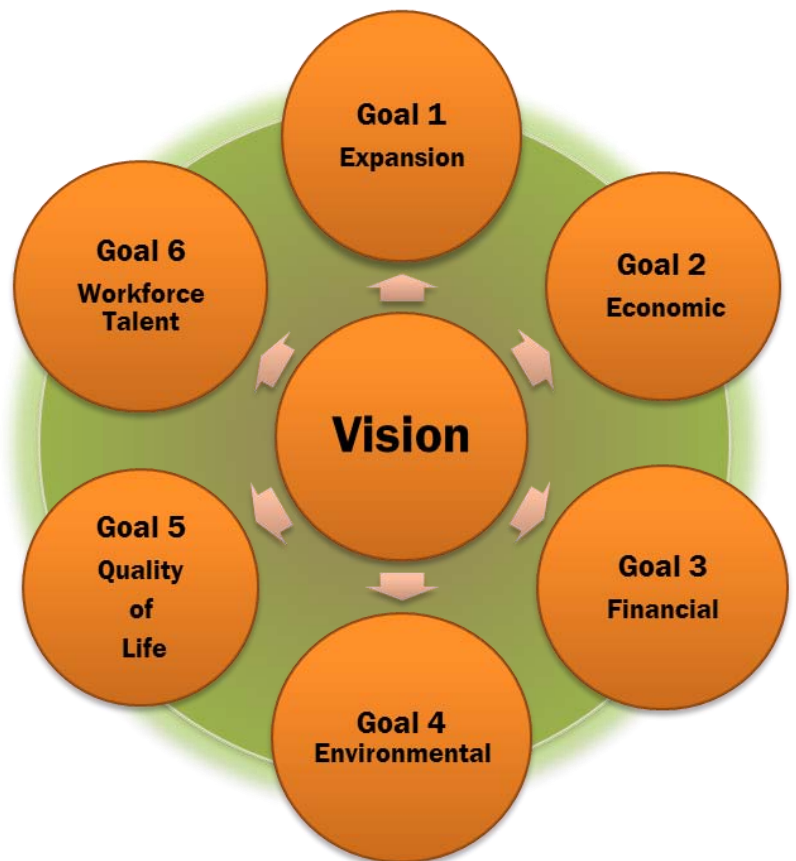 Goal 1
Expansion
Goal 2
Economic
Goal 3
Financial
Goal 4
Environmental
Goal 5
Quality
of
Life
Goal 6
Workforce
Talent
Vision